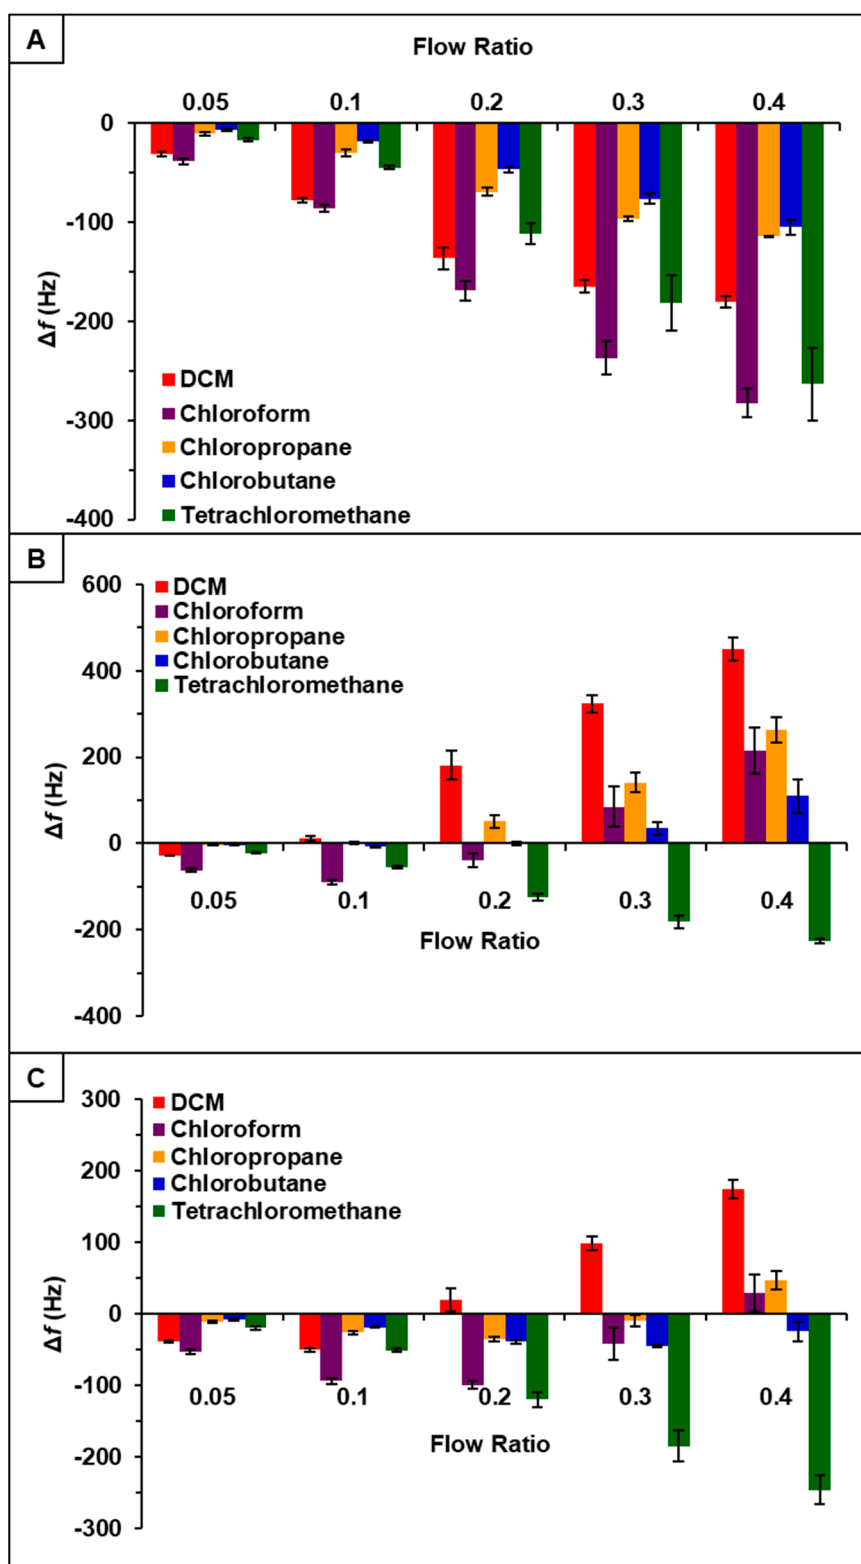 A
Flow Ratio
0.05 0.1 0.2 0.3 0.4
0
-100
-200
-300
-400
Δf (Hz)
DCM
Chloroform
Chloropropane
Chlorobutane
Tetrachloromethane
B
600
400
200
0
-200
-400
Δf (Hz)
DCM
Chloroform
Chloropropane
Chlorobutane
Tetrachloromethane
0.05 0.1 0.2 0.3 0.4
Flow Ratio
C
300
200
100
0
-100
-200
-300
Δf (Hz)
DCM
Chloroform
Chloropropane
Chlorobutane
Tetrachloromethane
0.05 0.1 0.2 0.3 0.4
Flow Ratio